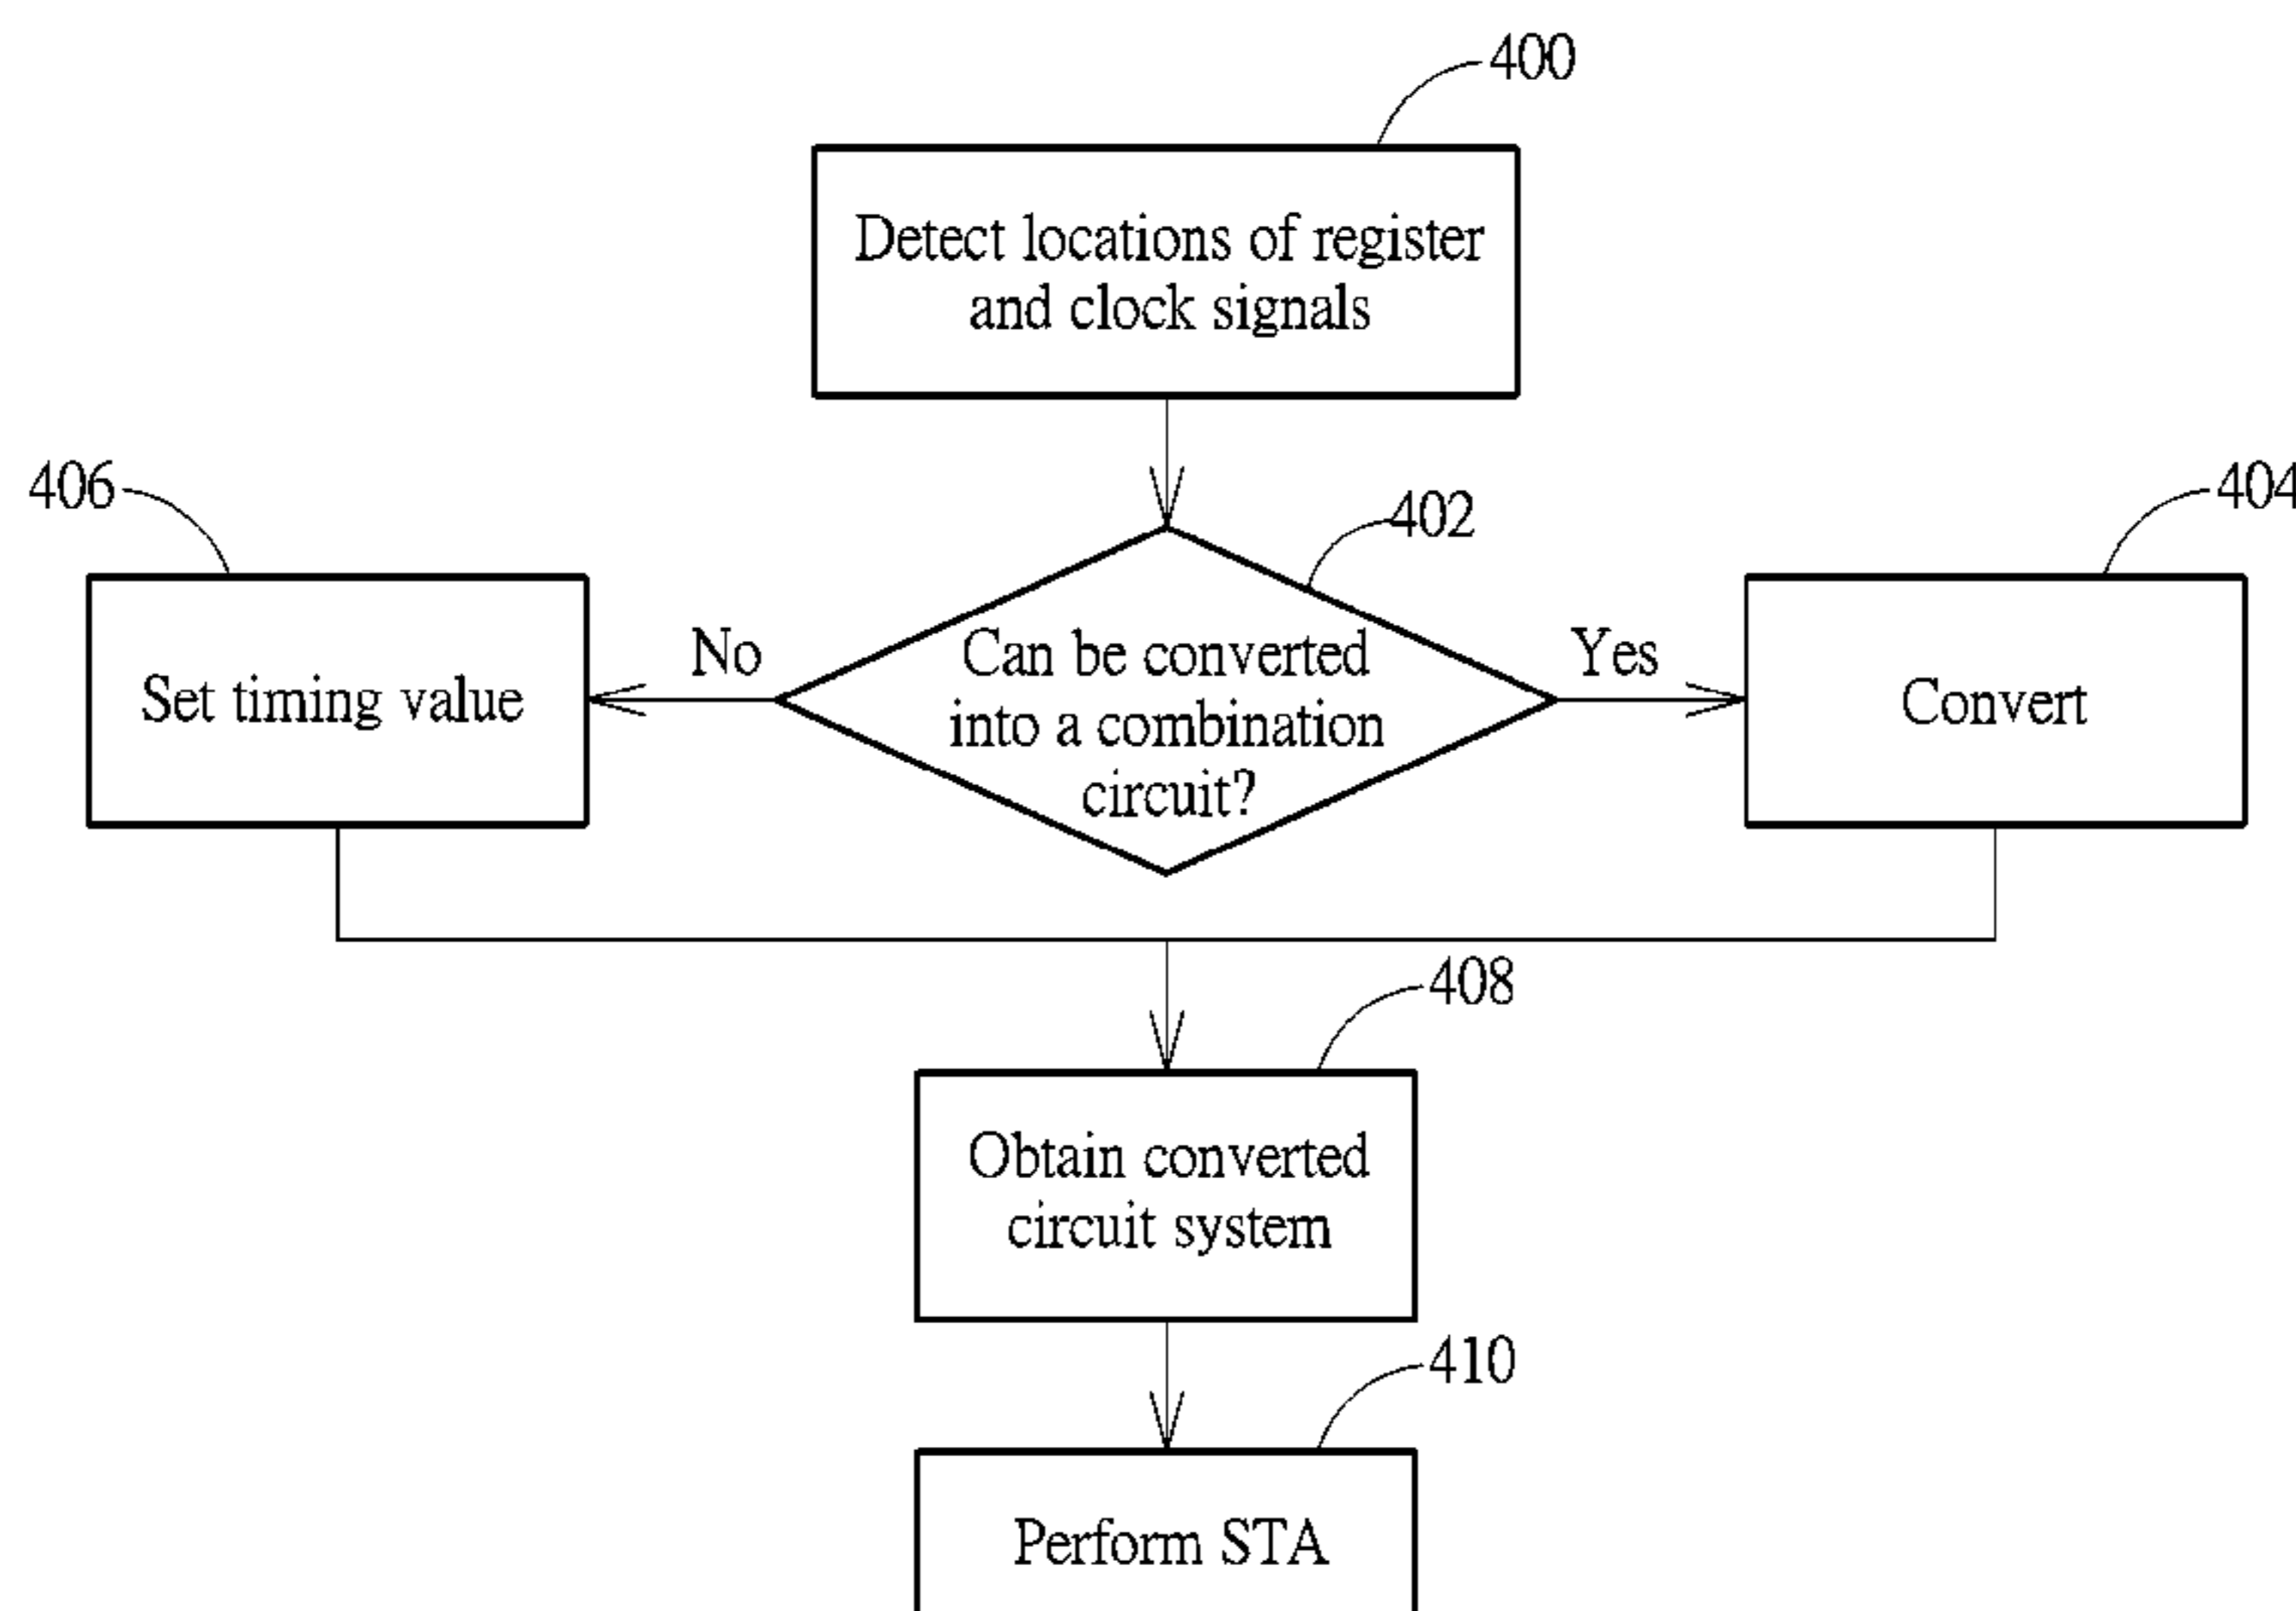 400
Detect locations of register
and clock signals
406
402
404
No
Yes
Set timing value
Can be converted
into a combination
circuit?
Convert
408
Obtain converted
circuit system
410
Perform STA